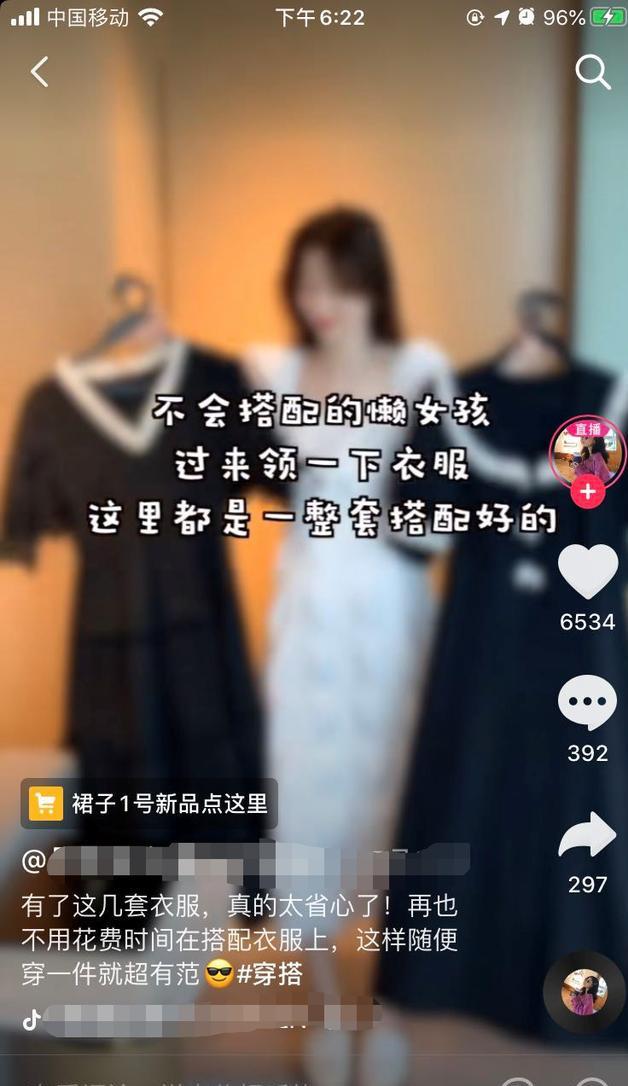 中国移动
下午6:22
96%
不会搭配的懒女孩
过来领一下衣服
这里都是一整套搭配好的
直播
6534
392
297
裙子1号新品点这里
@
有了这几套衣服，真的太省心了！再也
不用花费时间在搭配衣服上，这样随便
穿一件就超有范😎#穿搭